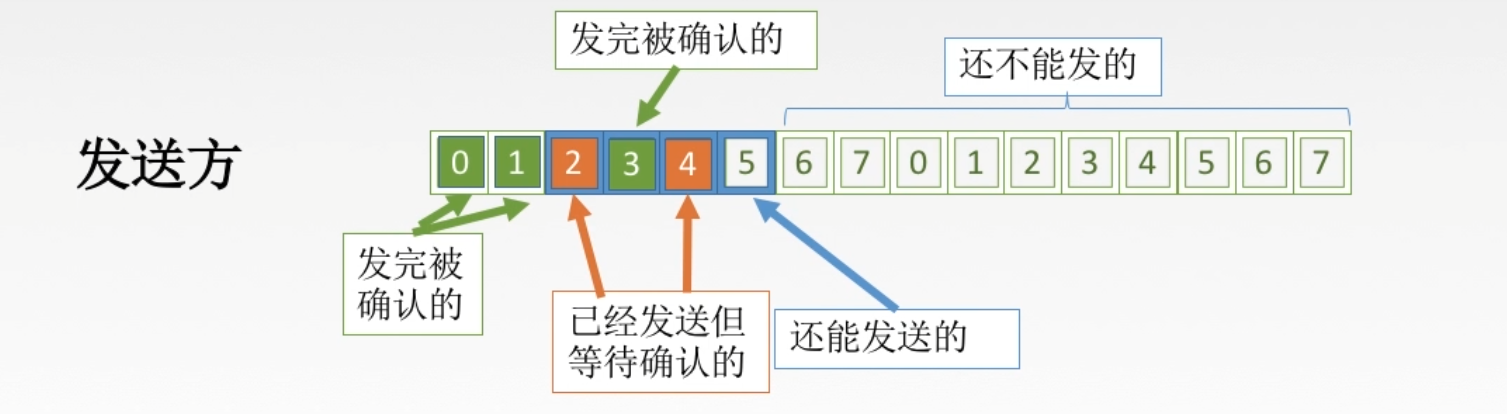 发完被确认的
还不能发的
发送方
0 1 2 3 4 5 6 7 0 1 2 3 4 5 6 7
发完被
确认的
已经发送但
等待确认的
还能发送的